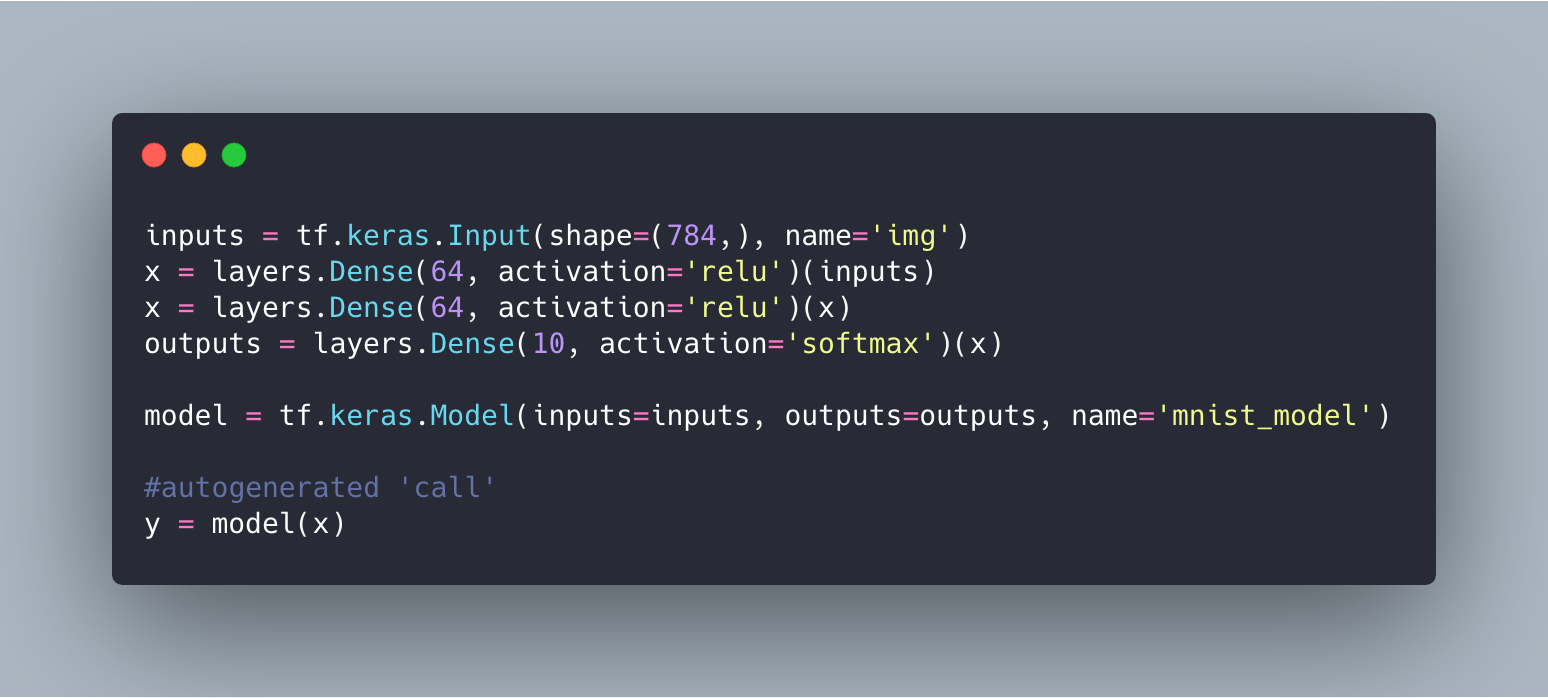 inputs = tf.keras.Input(shape=(784,), name='img')
x = layers.Dense(64, activation='relu')(inputs)
x = layers.Dense(64, activation='relu')(x)
outputs = layers.Dense(10, activation='softmax')(x)
model = tf.keras.Model(inputs=inputs, outputs=outputs, name='mnist_model')
#autogenerated 'call'
y = model(x)